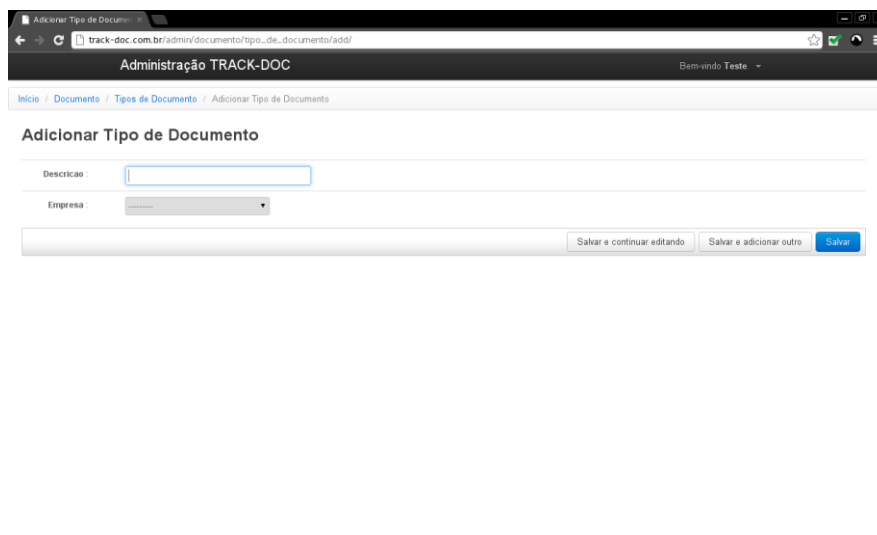 Adicionar Tipo de Documen
track-doc.com.br/admin/documento/tipo_de_documento/add/
Administração TRACK-DOC
Bem-vindo Teste
Início / Documento / Tipos de Documento / Adicionar Tipo de Documento
Adicionar Tipo de Documento
Descricao :
Empresa :
---------
Salvar e continuar editando
Salvar e adicionar outro
Salvar